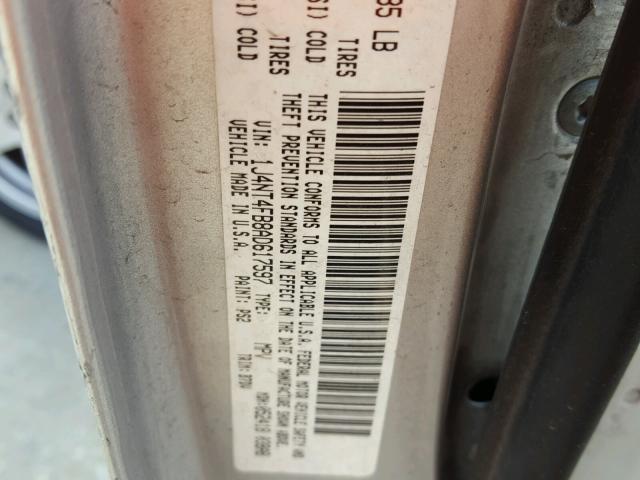 85 LB
TIRES
SI) COLD
THIS VEHICLE CONFORMS TO ALL APPLICABLE U.S.A. FEDERAL MOTOR VEHICLE SAFETY AND
THEFT PREVENTION STANDARDS IN EFFECT ON THE DATE OF MANUFACTURE SHOWN ABOVE.
TIRES
SI) COLD
VIN: 1J4NT4FB8AD617597 TYPE: MPV
VEHICLE MADE IN U.S.A. PAINT: PS2 TRIM: